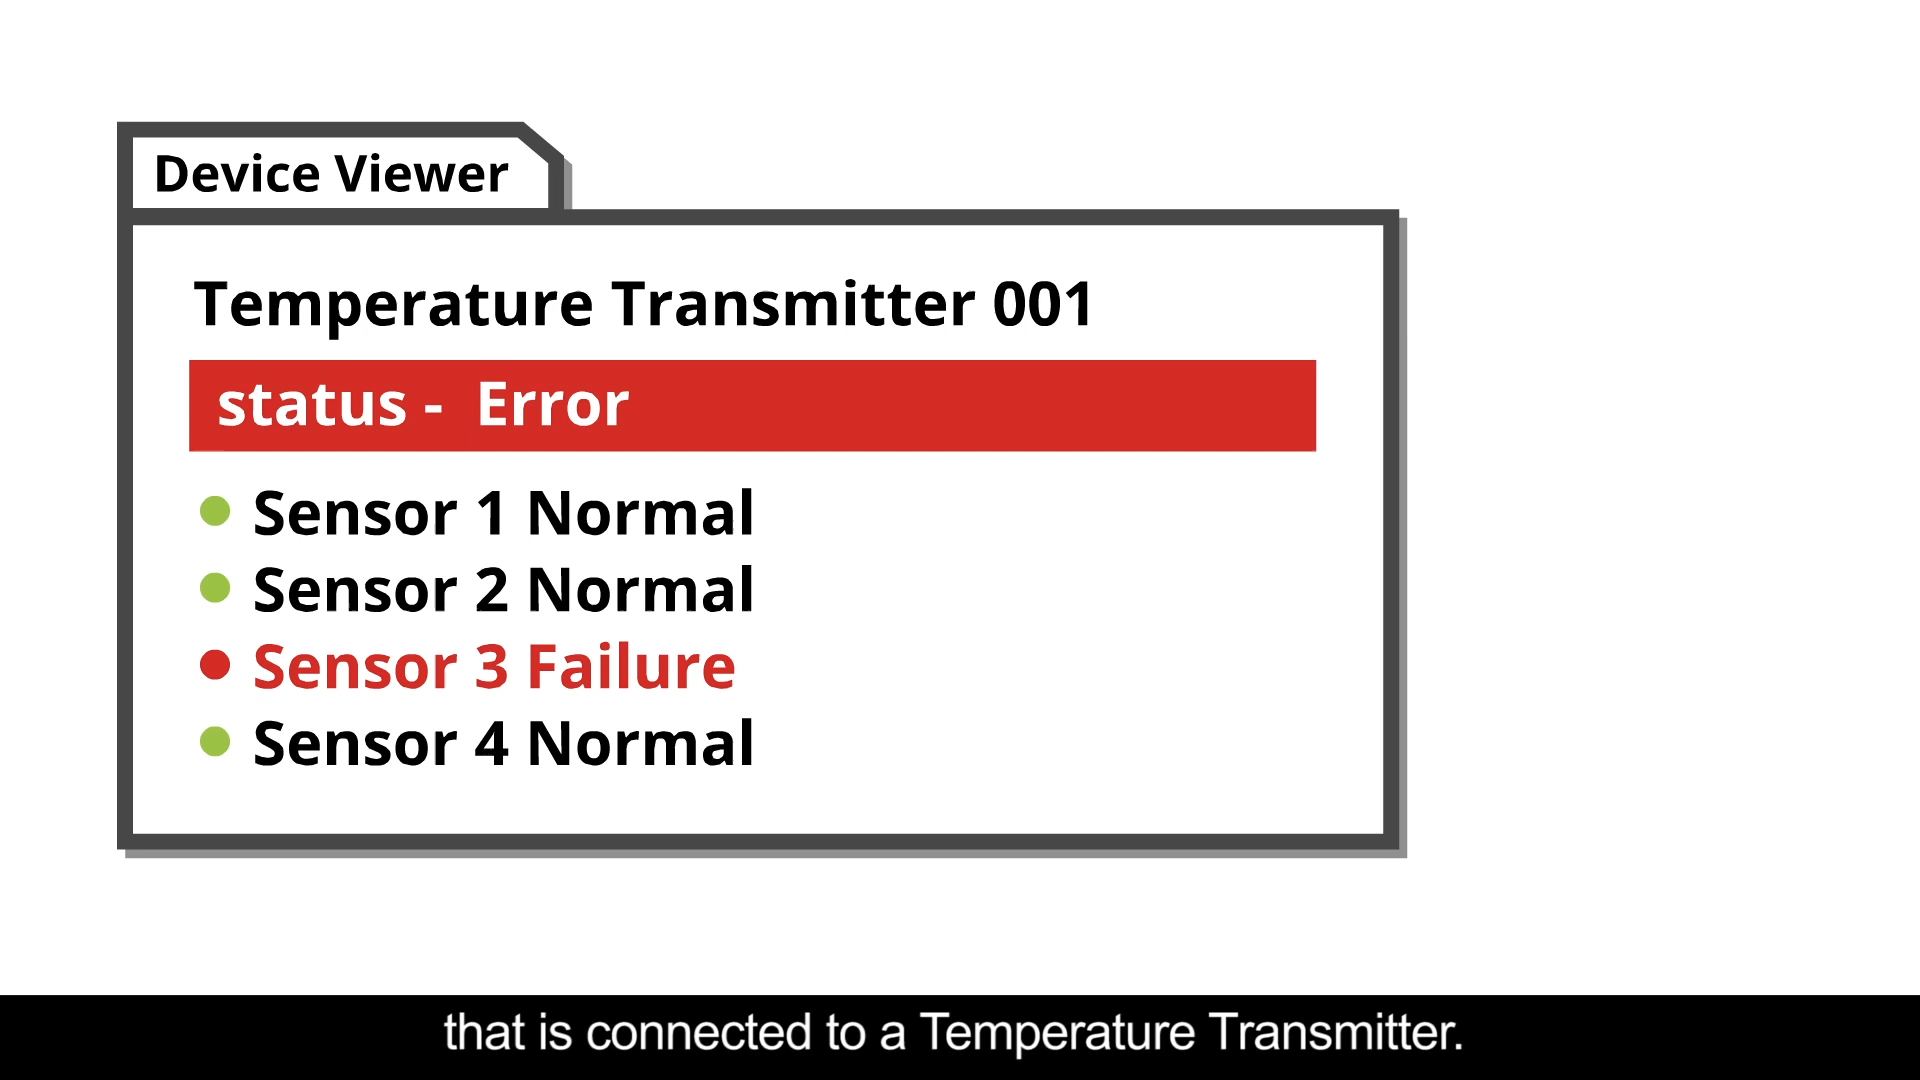 Device Viewer
Temperature Transmitter 001
status - Error
Sensor 1 Normal
Sensor 2 Normal
Sensor 3 Failure
Sensor 4 Normal
that is connected to a Temperature Transmitter.